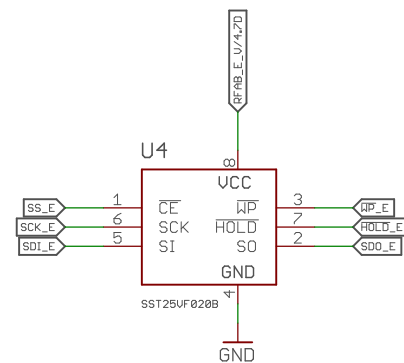 RFAB_E_V/4.7D
U4
8
VCC
SS_E 1 CE WP 3 WP_E
SCK_E 6 SCK HOLD 7 HOLD_E
SDI_E 5 SI SO 2 SDO_E
GND
4
SST25VF020B
GND